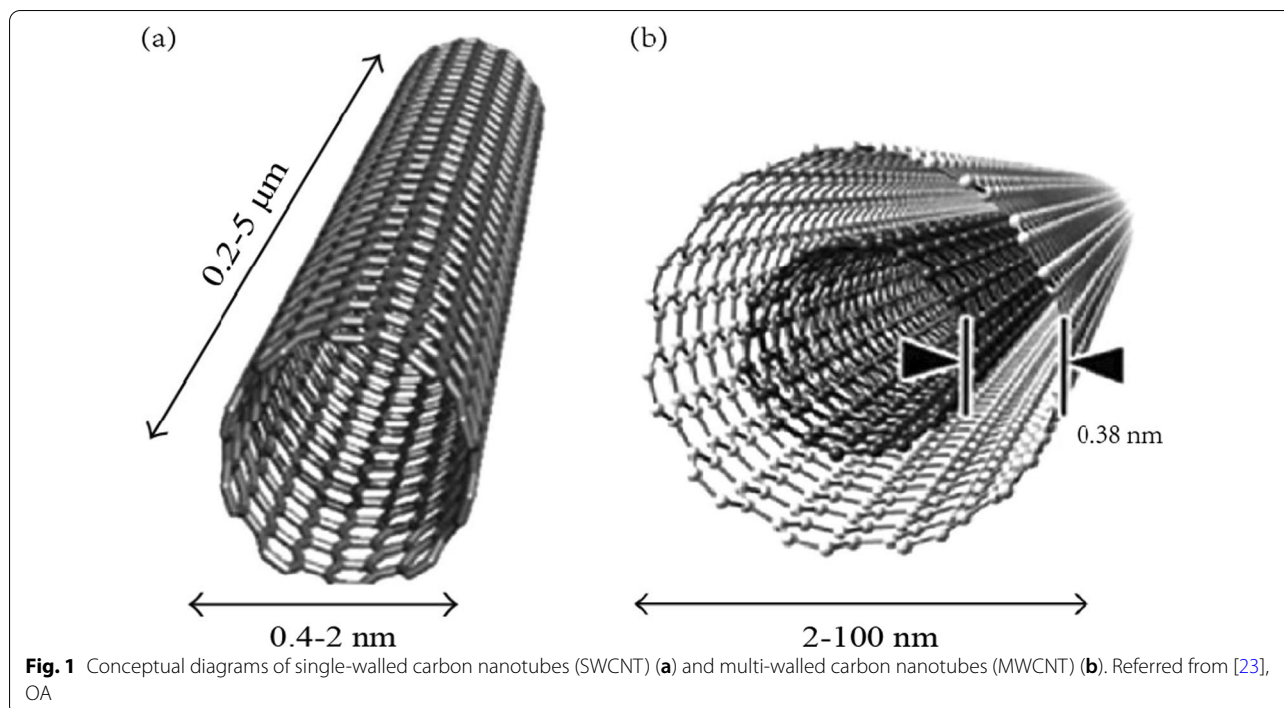 (a)
(b)
0.2-5 µm
0.38 nm
0.4-2 nm
2-100 nm
Fig. 1 Conceptual diagrams of single-walled carbon nanotubes (SWCNT) (a) and multi-walled carbon nanotubes (MWCNT) (b). Referred from [23],
OA